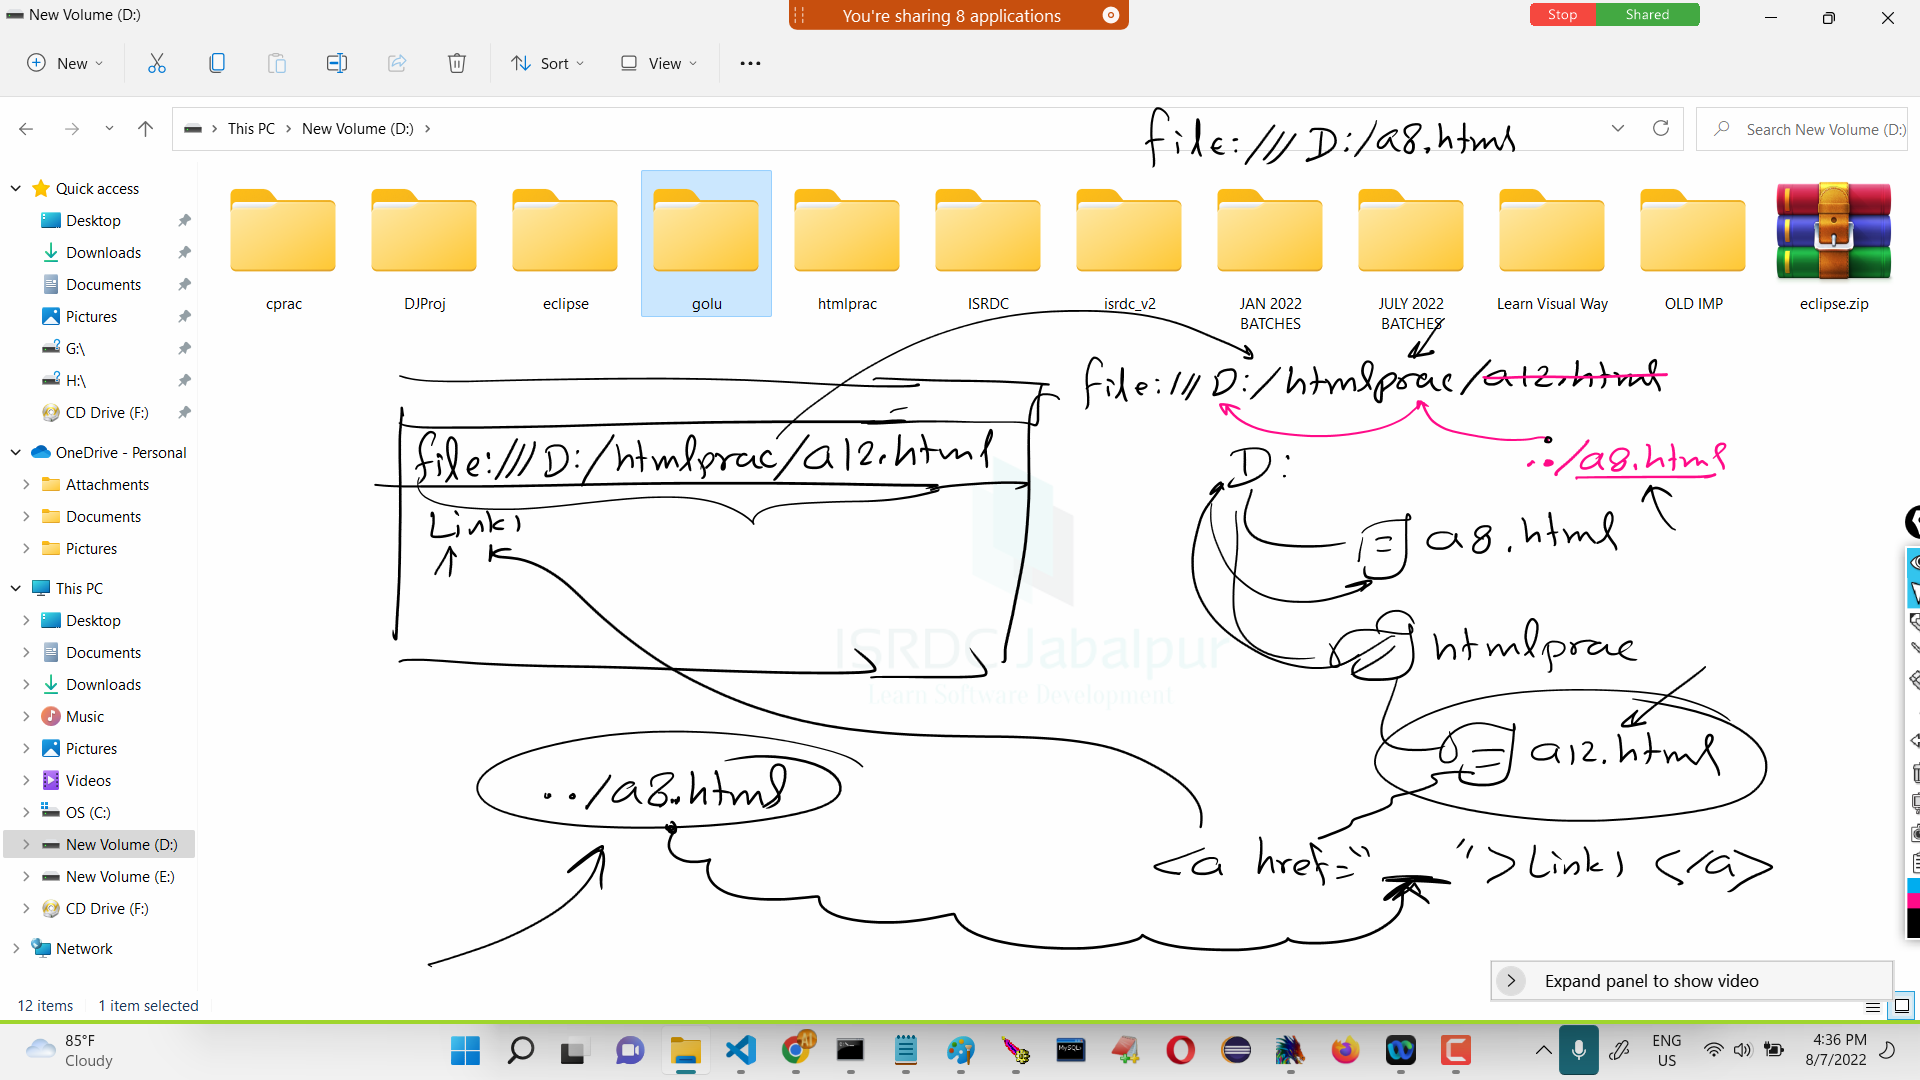 New Volume (D:)
You're sharing 8 applications
Stop
Shared
New
Sort
View
This PC
New Volume (D:)
Search New Volume (D:)
file:///D:/a8.html
Quick access
Desktop
Downloads
Documents
Pictures
G:\
H:\
CD Drive (F:)
OneDrive - Personal
Attachments
Documents
Pictures
This PC
Desktop
Documents
Downloads
Music
Pictures
Videos
OS (C:)
New Volume (D:)
New Volume (E:)
CD Drive (F:)
Network
cprac
DJProj
eclipse
golu
htmlprac
ISRDC
isrdc_v2
JAN 2022
BATCHES
JULY 2022
BATCHES
Learn Visual Way
OLD IMP
eclipse.zip
file:///D:/htmlprac/a12.html
file:///D:/htmlprac/a12.html
../a8.html
Link1
D:
a8.html
htmlprac
a12.html
ISRDC Jabalpur
Learn Software Development
../a8.html
<a href="__">Link1</a>
Expand panel to show video
12 items
1 item selected
85°F
Cloudy
ENG
US
4:36 PM
8/7/2022